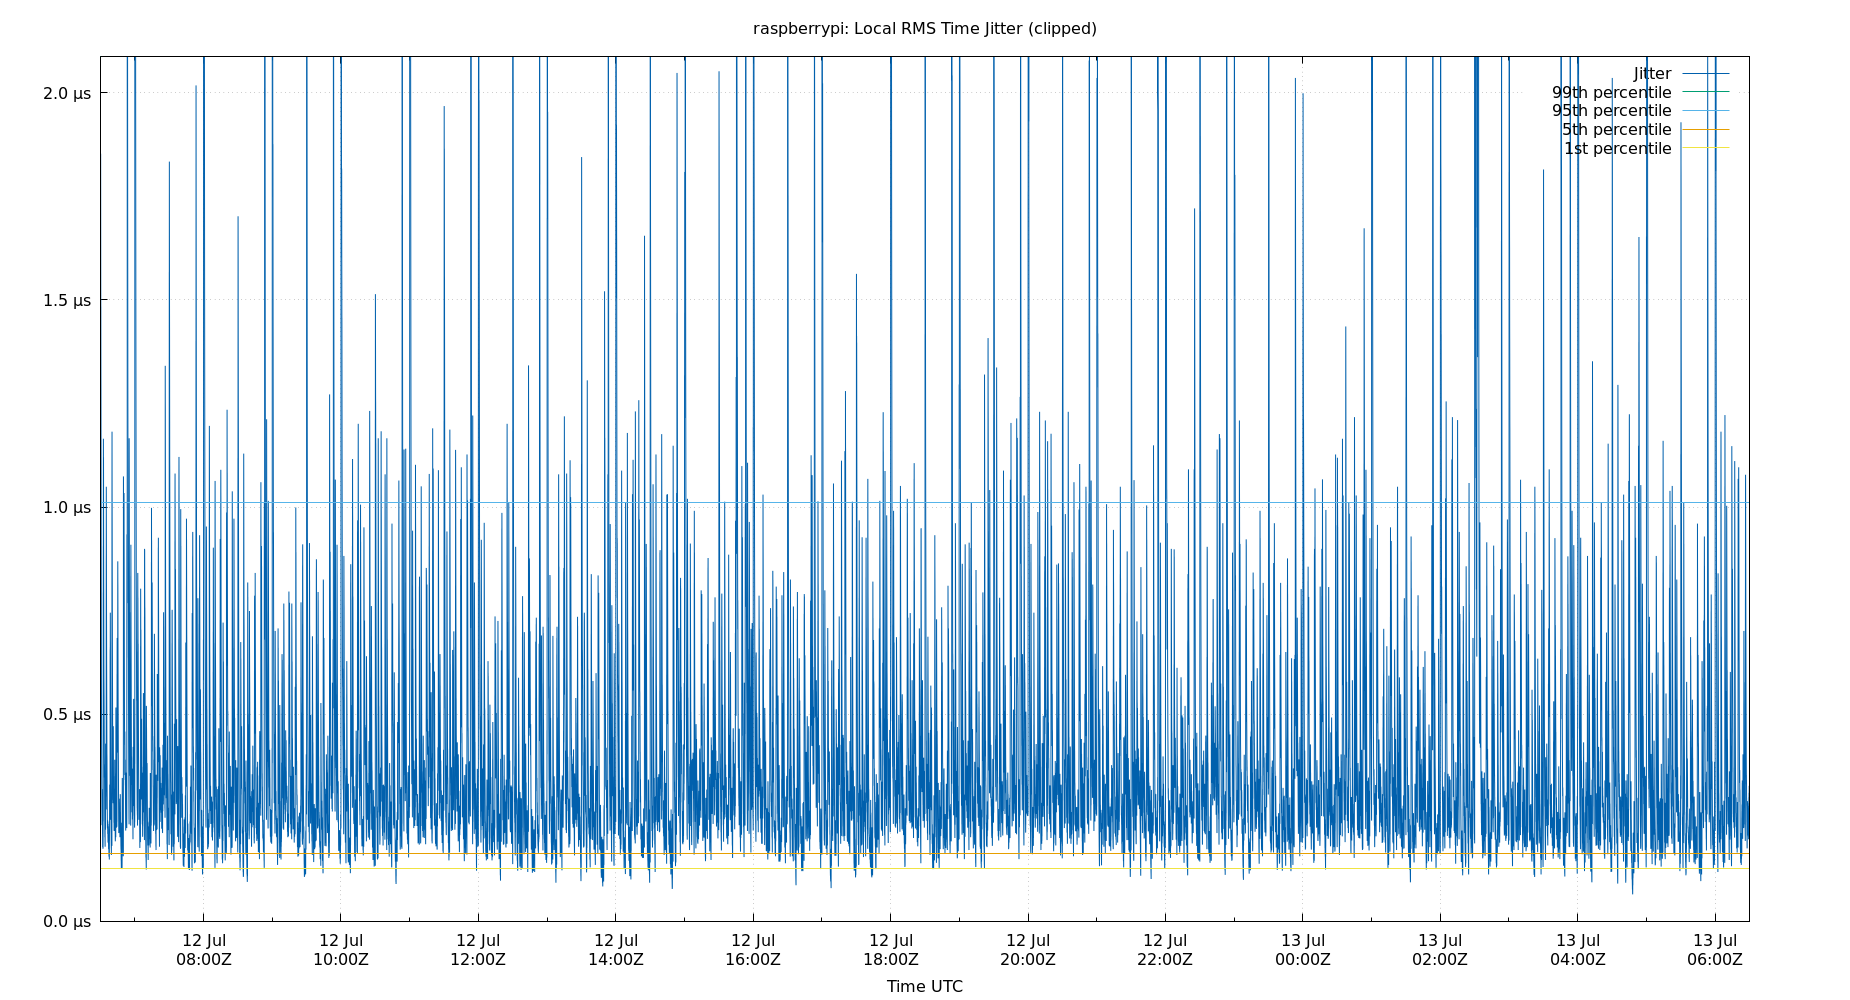 raspberrypi: Local RMS Time Jitter (clipped)
Jitter
99th percentile
95th percentile
5th percentile
1st percentile
2.0 μs
1.5 μs
1.0 μs
0.5 μs
0.0 μs
12 Jul 12 Jul 12 Jul 12 Jul 12 Jul 12 Jul 12 Jul 12 Jul 13 Jul 13 Jul 13 Jul 13 Jul
08:00Z 10:00Z 12:00Z 14:00Z 16:00Z 18:00Z 20:00Z 22:00Z 00:00Z 02:00Z 04:00Z 06:00Z
Time UTC